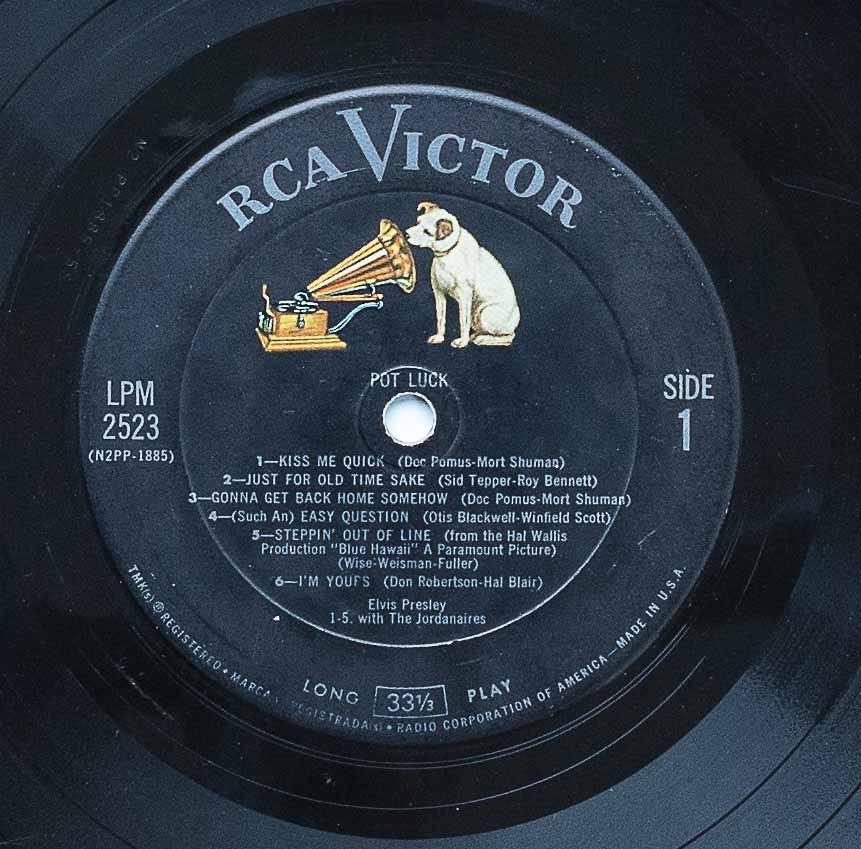 RCA VICTOR
POT LUCK
LPM
2523
(N2PP-1885)
SIDE
1
1—KISS ME QUICK (Doc Pomus-Mort Shuman)
2—JUST FOR OLD TIME SAKE (Sid Tepper-Roy Bennett)
3—GONNA GET BACK HOME SOMEHOW (Doc Pomus-Mort Shuman)
4—(Such An) EASY QUESTION (Otis Blackwell-Winfield Scott)
5—STEPPIN' OUT OF LINE (from the Hal Wallis
Production "Blue Hawaii" A Paramount Picture)
(Wise-Weisman-Fuller)
6—I'M YOURS (Don Robertson-Hal Blair)
Elvis Presley
1-5. with The Jordanaires
LONG 33⅓ PLAY
TMK(s) ® REGISTERED • MARCA REGISTRADA(s) • RADIO CORPORATION OF AMERICA—MADE IN U.S.A.